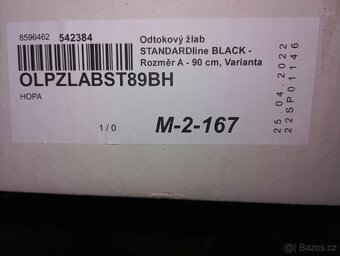 8596462 542384
Odtokový žlab
STANDARDline BLACK -
Rozměr A - 90 cm, Varianta
OLPZLABST89BH
HOPA
1/0
M-2-167
25.04.2022
22SP01146
Bazoš.cz